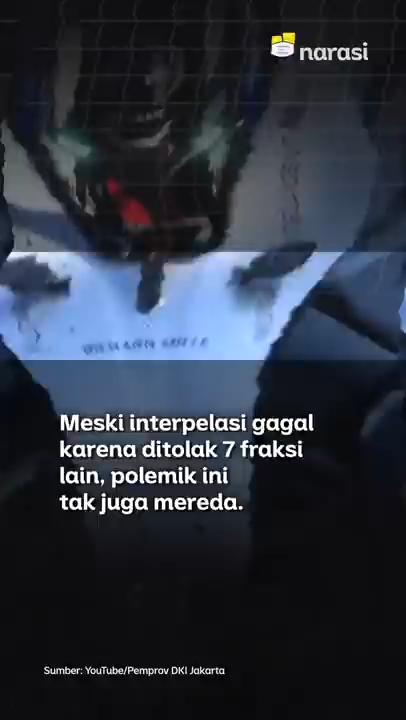 narasi
Meski interpelasi gagal
karena ditolak 7 fraksi
lain, polemik ini
tak juga mereda.
Sumber: YouTube/Pemprov DKI Jakarta